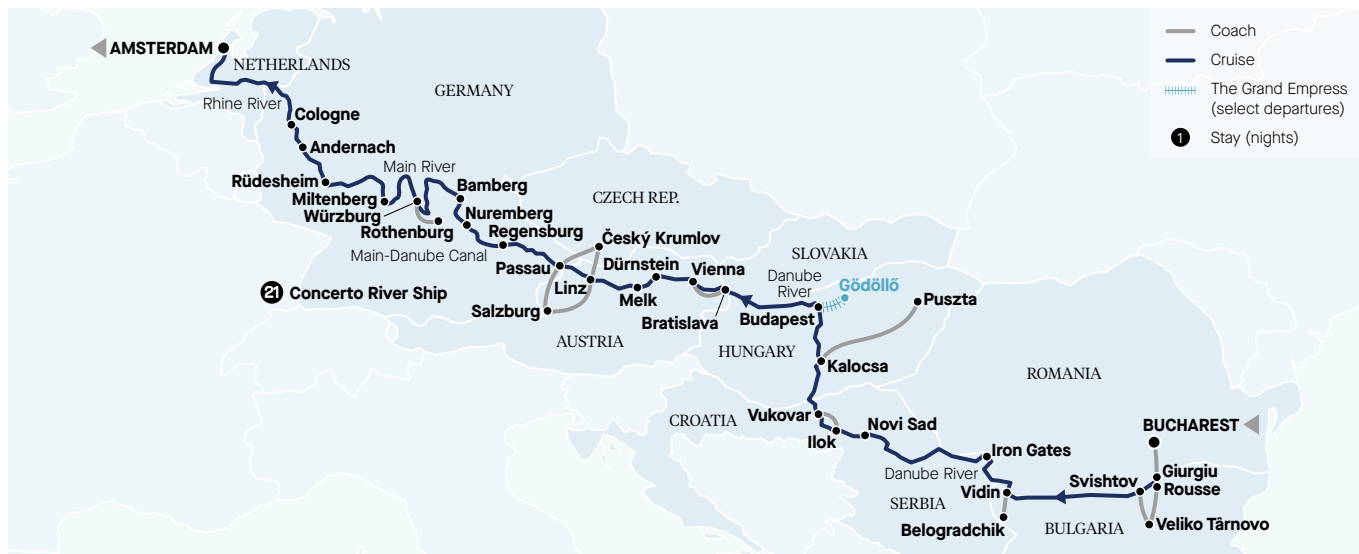 AMSTERDAM
NETHERLANDS
Rhine River
GERMANY
Coach
Cruise
The Grand Empress
(select departures)
1 Stay (nights)
Cologne
Andernach
Main River
Rüdesheim
Miltenberg
Würzburg
Rothenburg
Bamberg
Nuremberg
Regensburg
Main-Danube Canal
CZECH REP.
Český Krumlov
Passau
Linz
Dürnstein
Melk
Vienna
Salzburg
AUSTRIA
Bratislava
SLOVAKIA
Danube
River
Gödöllő
Budapest
Puszta
21 Concerto River Ship
HUNGARY
Kalocsa
ROMANIA
CROATIA
Vukovar
Ilok
Novi Sad
Iron Gates
Danube River
SERBIA
Vidin
Belogradchik
BULGARIA
BUCHAREST
Giurgiu
Rousse
Svishtov
Veliko Târnovo